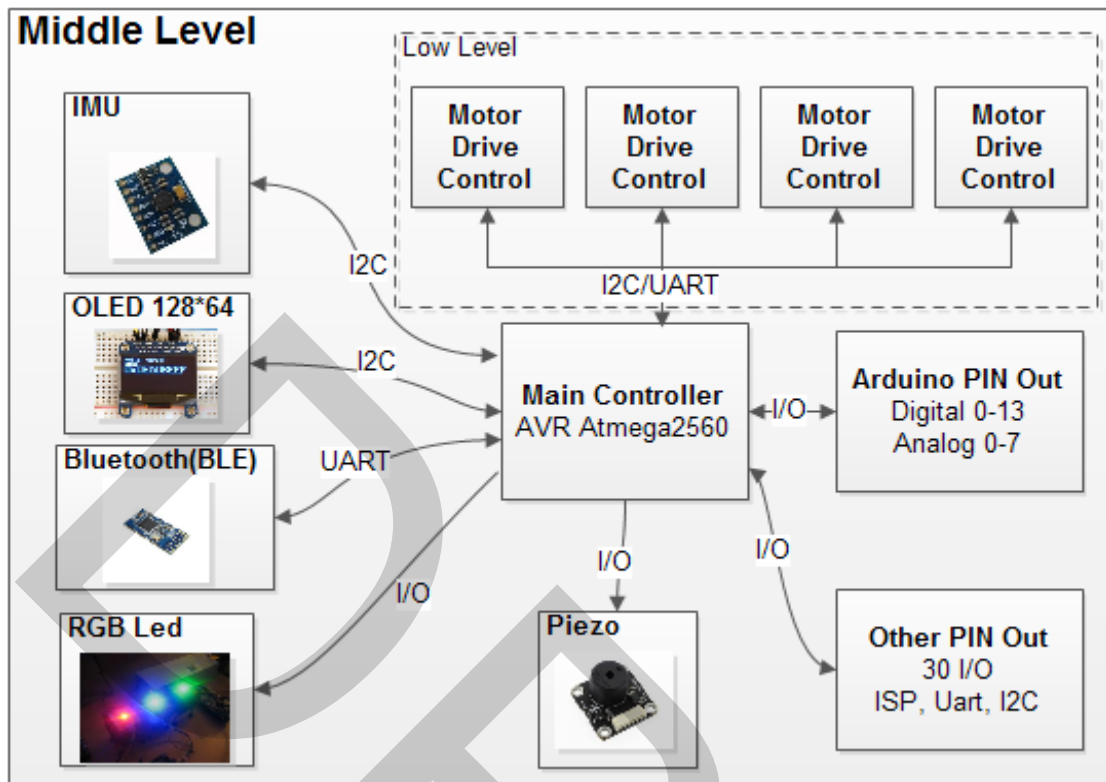 Middle Level
Low Level
Motor
Drive
Control
Motor
Drive
Control
Motor
Drive
Control
Motor
Drive
Control
I2C/UART
IMU
I2C
OLED 128*64
I2C
Bluetooth(BLE)
UART
RGB Led
I/O
Main Controller
AVR Atmega2560
I/O
Piezo
I/O
Arduino PIN Out
Digital 0-13
Analog 0-7
I/O
Other PIN Out
30 I/O
ISP, Uart, I2C